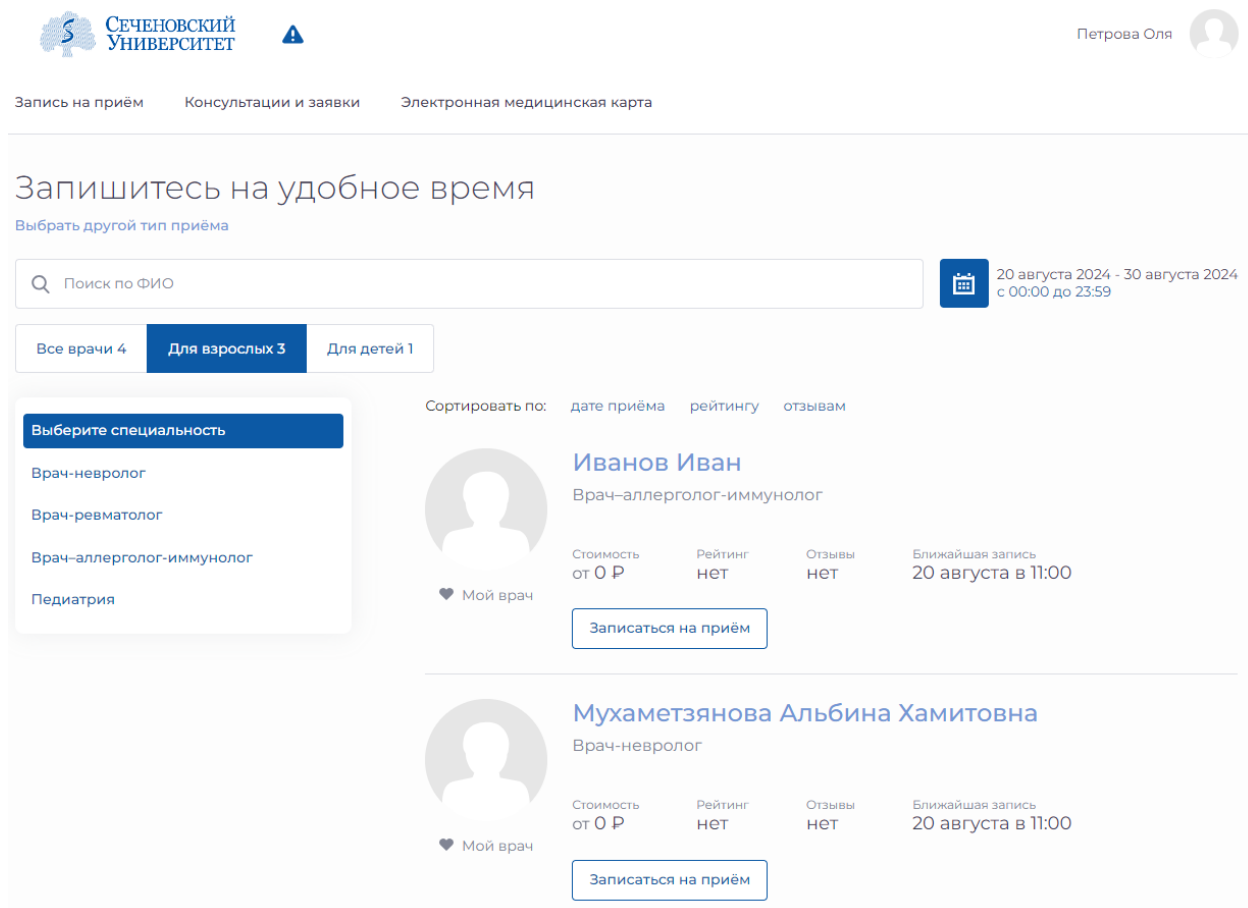 Сеченовский
Университет
Петрова Оля
Запись на приём Консультации и заявки Электронная медицинская карта
Запишитесь на удобное время
Выбрать другой тип приёма
Поиск по ФИО
20 августа 2024 - 30 августа 2024
с 00:00 до 23:59
Все врачи 4 Для взрослых 3 Для детей 1
Выберите специальность
Врач-невролог
Врач-ревматолог
Врач–аллерголог-иммунолог
Педиатрия
Сортировать по: дате приёма рейтингу отзывам
Иванов Иван
Врач–аллерголог-иммунолог
Стоимость Рейтинг Отзывы Ближайшая запись
от 0 ₽ нет нет 20 августа в 11:00
Мой врач
Записаться на приём
Мухаметзянова Альбина Хамитовна
Врач-невролог
Стоимость Рейтинг Отзывы Ближайшая запись
от 0 ₽ нет нет 20 августа в 11:00
Мой врач
Записаться на приём